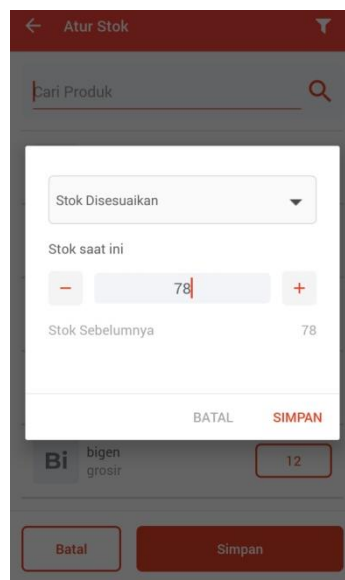 Atur Stok
Cari Produk
Stok Disesuaikan
Stok saat ini
− 78 +
Stok Sebelumnya 78
BATAL SIMPAN
Bi bigen 12
grosir
Batal Simpan